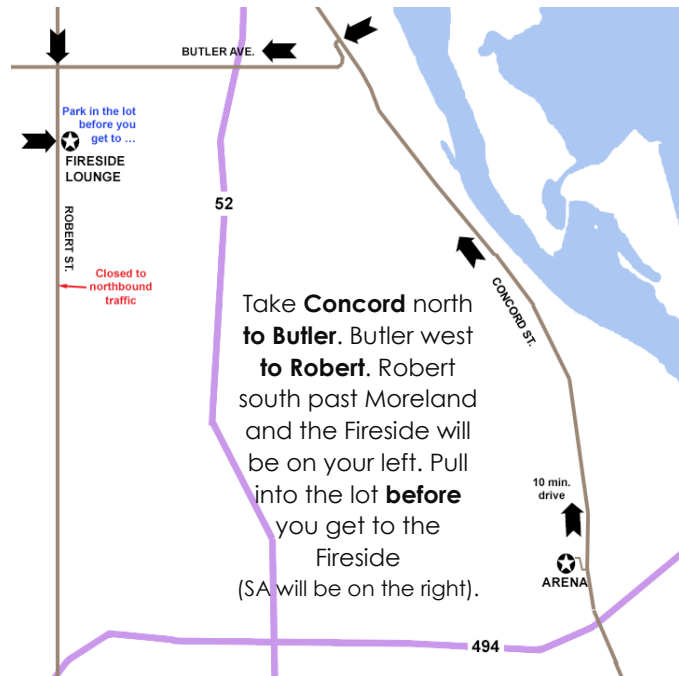 BUTLER AVE.
Park in the lot
before you
get to ...
FIRESIDE
LOUNGE
52
ROBERT ST.
Closed to
northbound
traffic
CONCORD ST.
Take Concord north
to Butler. Butler west
to Robert. Robert
south past Moreland
and the Fireside will
be on your left. Pull
into the lot before
you get to the
Fireside
(SA will be on the right).
10 min.
drive
ARENA
494